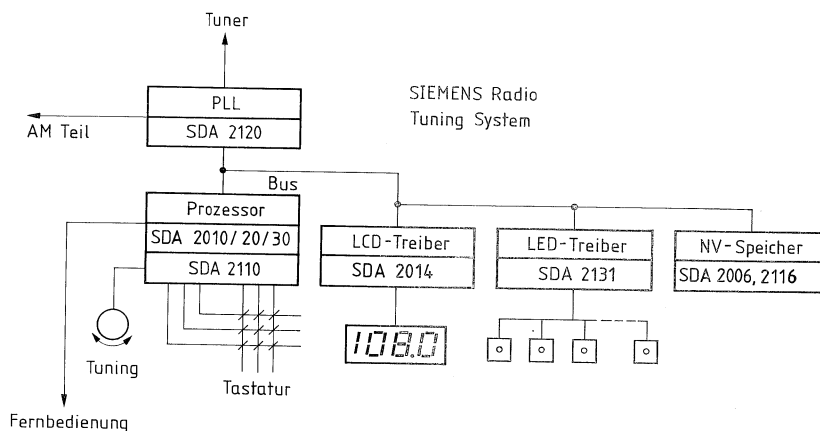 Tuner
PLL
SDA 2120
SIEMENS Radio
Tuning System
AM Teil
Bus
Prozessor
SDA 2010/20/30
SDA 2110
LCD-Treiber
SDA 2014
LED-Treiber
SDA 2131
NV-Speicher
SDA 2006, 2116
108.0
Tuning
Tastatur
Fernbedienung